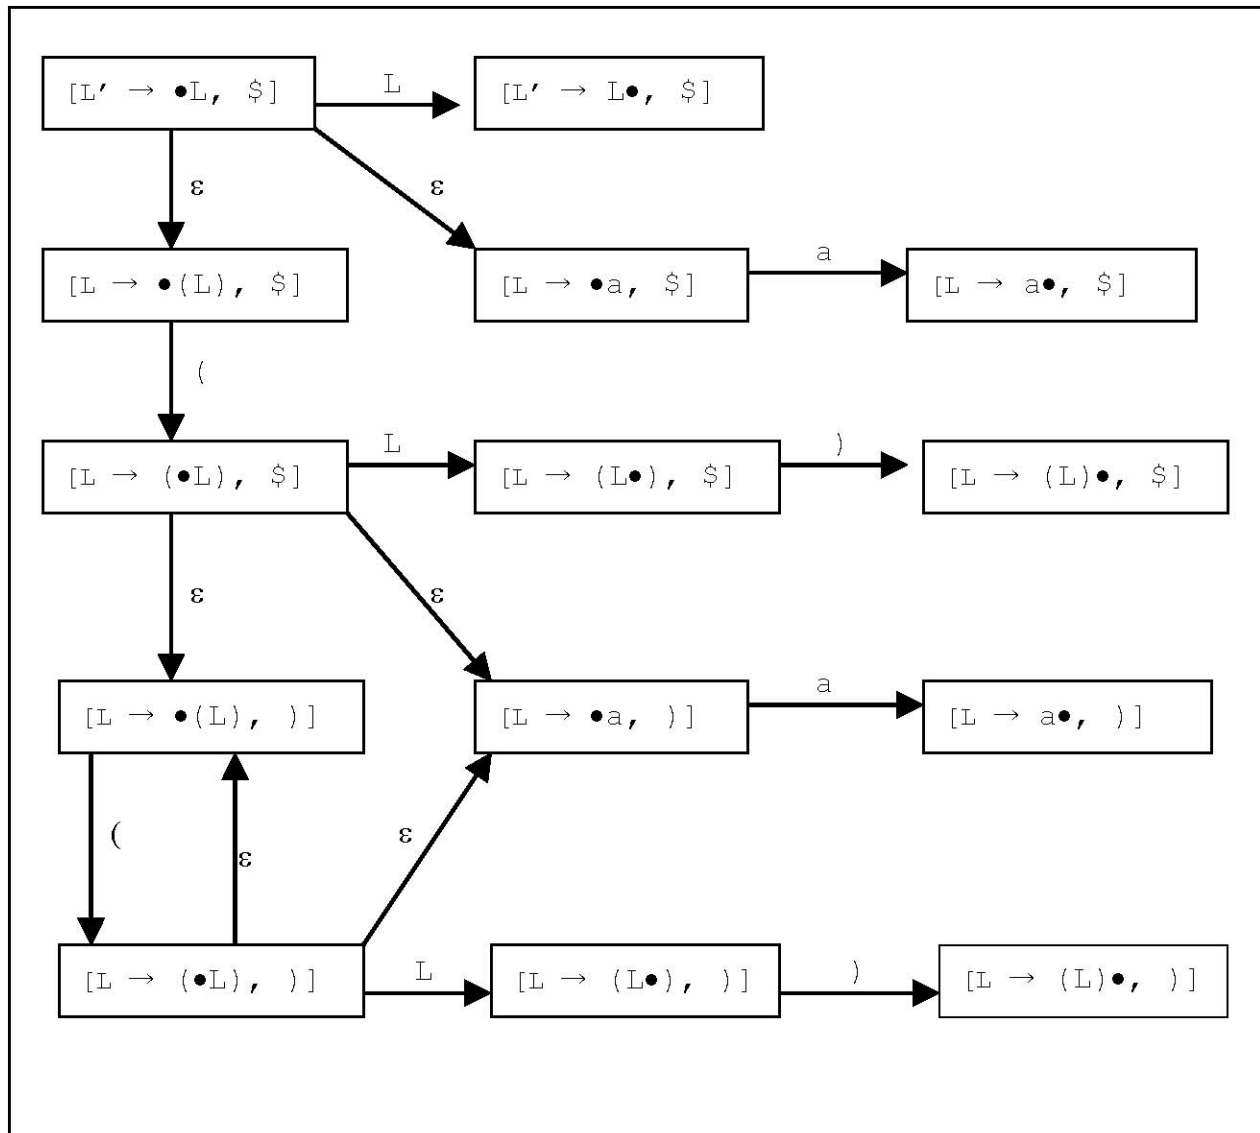 [L′ → •L, $] L [L′ → L•, $]
ε ε
[L → •(L), $] [L → •a, $] a [L → a•, $]
(
[L → (•L), $] L [L → (L•), $] ) [L → (L)•, $]
ε ε
[L → •(L), )] [L → •a, )] a [L → a•, )]
( ε ε
[L → (•L), )] L [L → (L•), )] ) [L → (L)•, )]